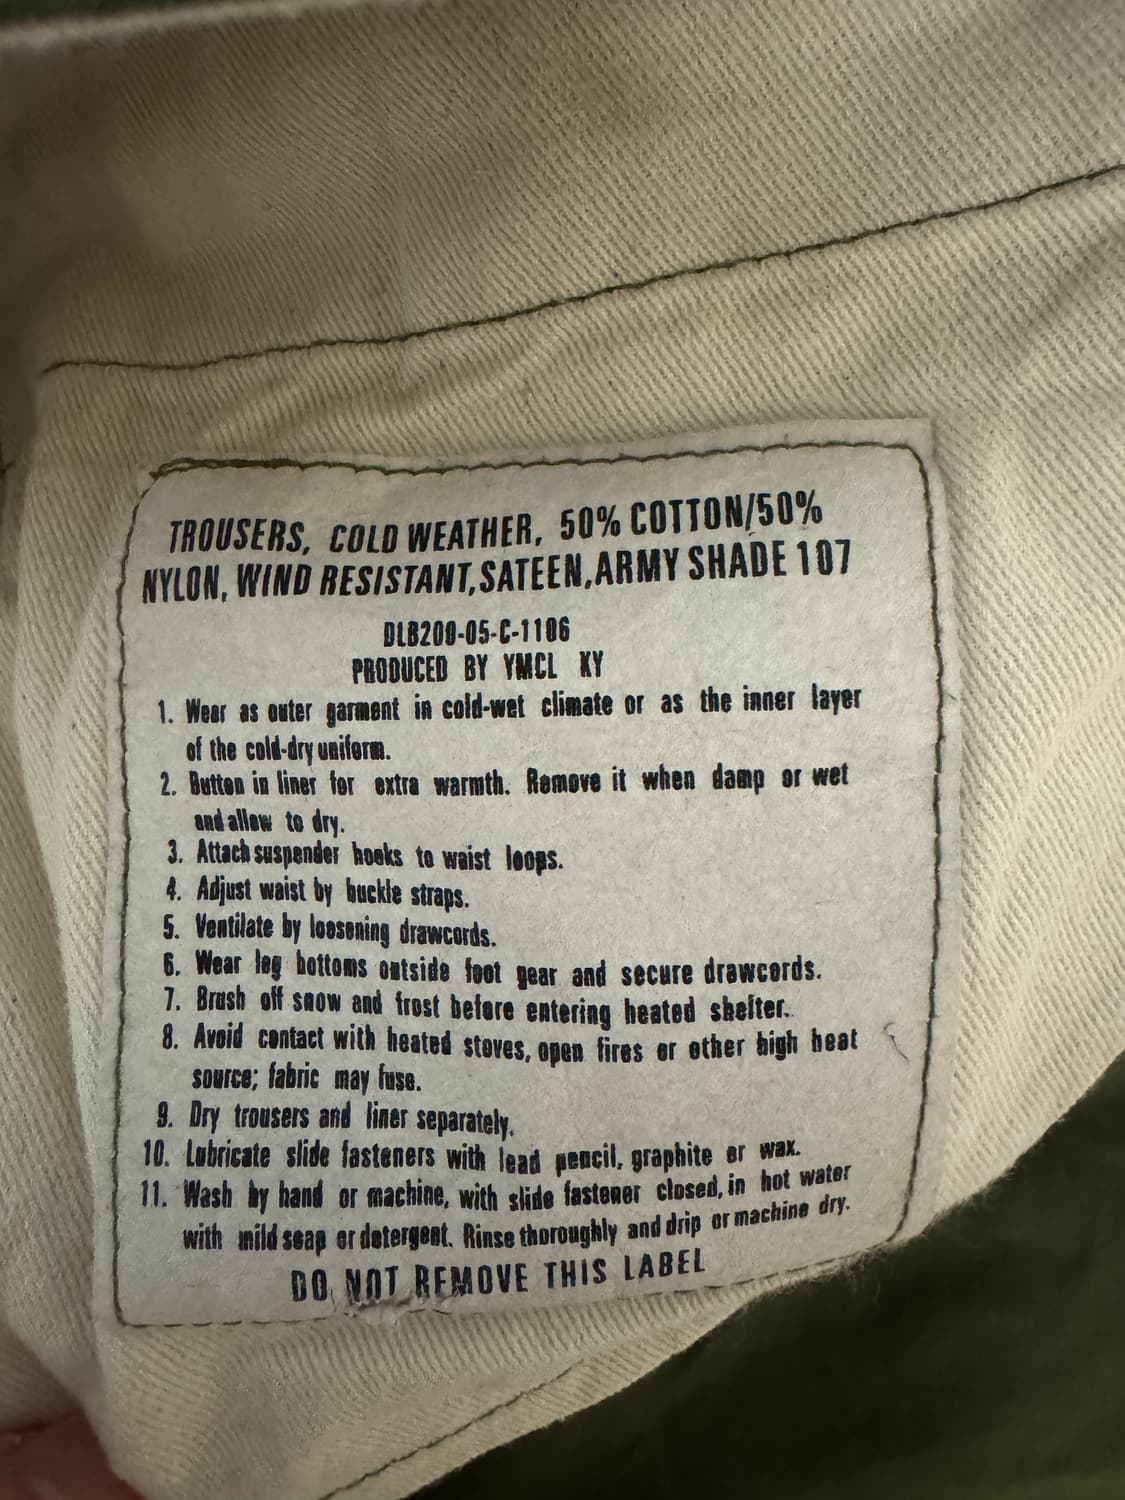 TROUSERS, COLD WEATHER, 50% COTTON/50%
NYLON, WIND RESISTANT, SATEEN, ARMY SHADE 107
DLB200-05-C-1106
PRODUCED BY YMCL KY
1. Wear as outer garment in cold-wet climate or as the inner layer
of the cold-dry uniform.
2. Button in liner for extra warmth. Remove it when damp or wet
and allow to dry.
3. Attach suspender hooks to waist loops.
4. Adjust waist by buckle straps.
5. Ventilate by loosening drawcords.
6. Wear leg bottoms outside foot gear and secure drawcords.
7. Brush off snow and frost before entering heated shelter.
8. Avoid contact with heated stoves, open fires or other high heat
source; fabric may fuse.
9. Dry trousers and liner separately.
10. Lubricate slide fasteners with lead pencil, graphite or wax.
11. Wash by hand or machine, with slide fastener closed, in hot water
with mild soap or detergent. Rinse thoroughly and drip or machine dry.
DO NOT REMOVE THIS LABEL